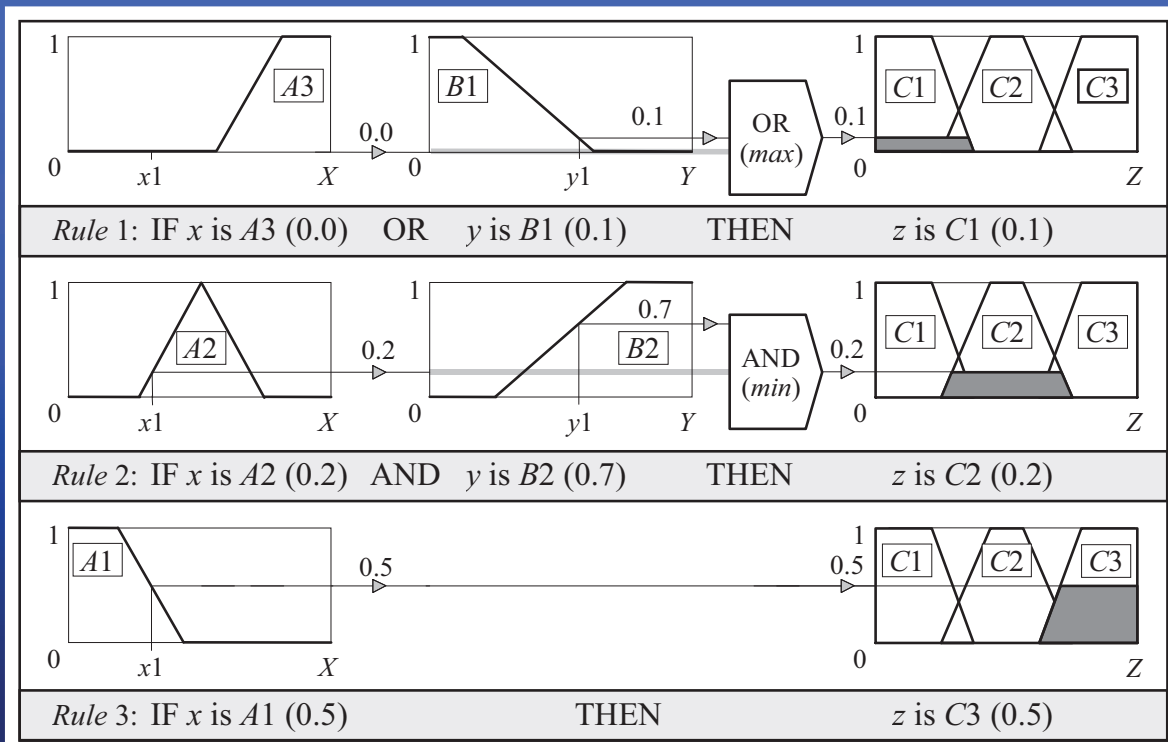 1 A3 0.0 0 x1 X
1 B1 0.1 0 y1 Y
OR
(max)
0.1 1 C1 C2 C3 0 Z
Rule 1: IF x is A3 (0.0) OR y is B1 (0.1) THEN z is C1 (0.1)
1 A2 0.2 0 x1 X
1 0.7 B2 0 y1 Y
AND
(min)
0.2 1 C1 C2 C3 0 Z
Rule 2: IF x is A2 (0.2) AND y is B2 (0.7) THEN z is C2 (0.2)
1 A1 0.5 0 x1 X
1 0.5 C1 C2 C3 0 Z
Rule 3: IF x is A1 (0.5) THEN z is C3 (0.5)